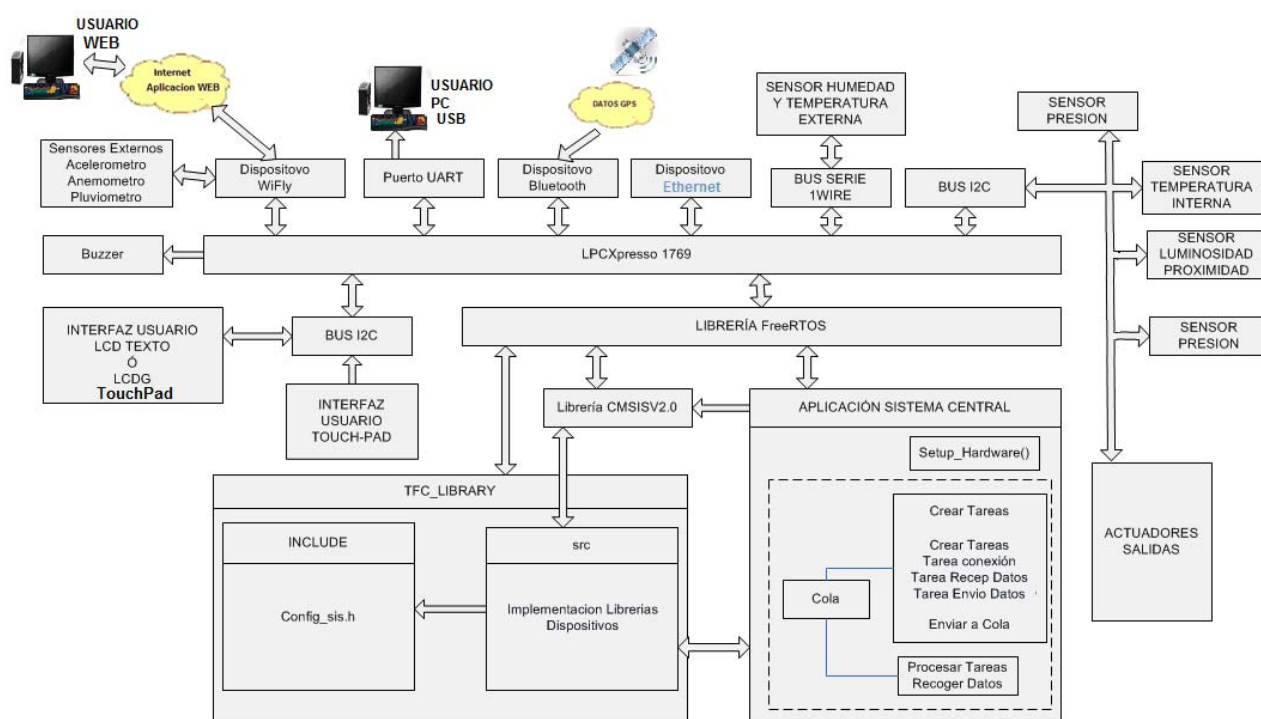 USUARIO
WEB
Internet
Aplicacion WEB
USUARIO
PC
USB
DATOS GPS
SENSOR HUMEDAD
Y TEMPERATURA
EXTERNA
SENSOR
PRESION
Sensores Externos
Acelerometro
Anemometro
Pluviometro
Dispositovo
WiFly
Puerto UART
Dispositovo
Bluetooth
Dispositovo
Ethernet
BUS SERIE
1WIRE
BUS I2C
SENSOR
TEMPERATURA
INTERNA
Buzzer
LPCXpresso 1769
SENSOR
LUMINOSIDAD
PROXIMIDAD
INTERFAZ USUARIO
LCD TEXTO
Ó
LCDG
TouchPad
BUS I2C
LIBRERÍA FreeRTOS
SENSOR
PRESION
INTERFAZ
USUARIO
TOUCH-PAD
Librería CMSISV2.0
APLICACIÓN SISTEMA CENTRAL
Setup_Hardware()
TFC_LIBRARY
INCLUDE
Config_sis.h
src
Implementacion Librerias
Dispositivos
Cola
Crear Tareas
Crear Tareas
Tarea conexión
Tarea Recep Datos
Tarea Envio Datos
Enviar a Cola
Procesar Tareas
Recoger Datos
ACTUADORES
SALIDAS